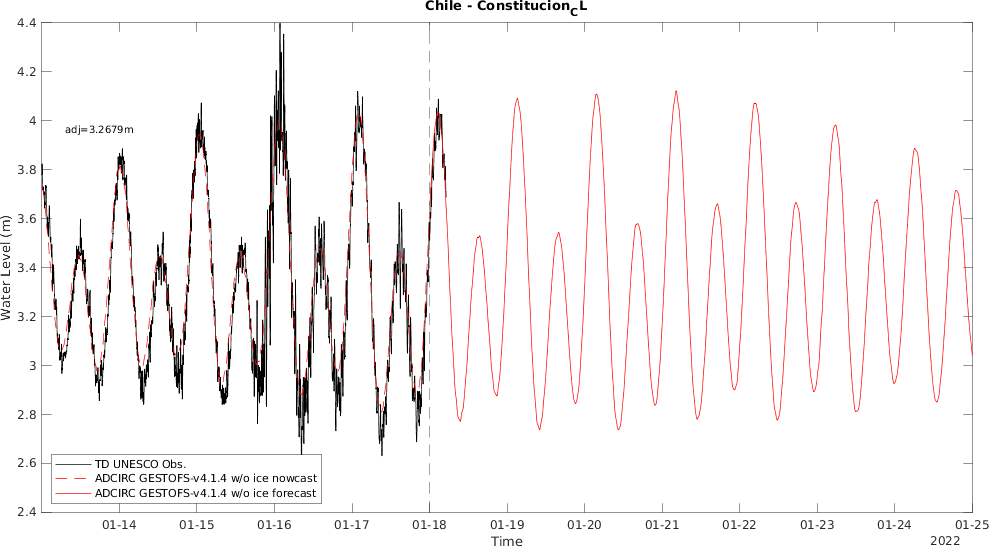 Chile - Constitucion_CL
4.4
4.2
4
3.8
3.6
3.4
3.2
3
2.8
2.6
2.4
Water Level (m)
adj=3.2679m
TD UNESCO Obs.
ADCIRC GESTOFS-v4.1.4 w/o ice nowcast
ADCIRC GESTOFS-v4.1.4 w/o ice forecast
01-14 01-15 01-16 01-17 01-18 01-19 01-20 01-21 01-22 01-23 01-24 01-25
Time
2022